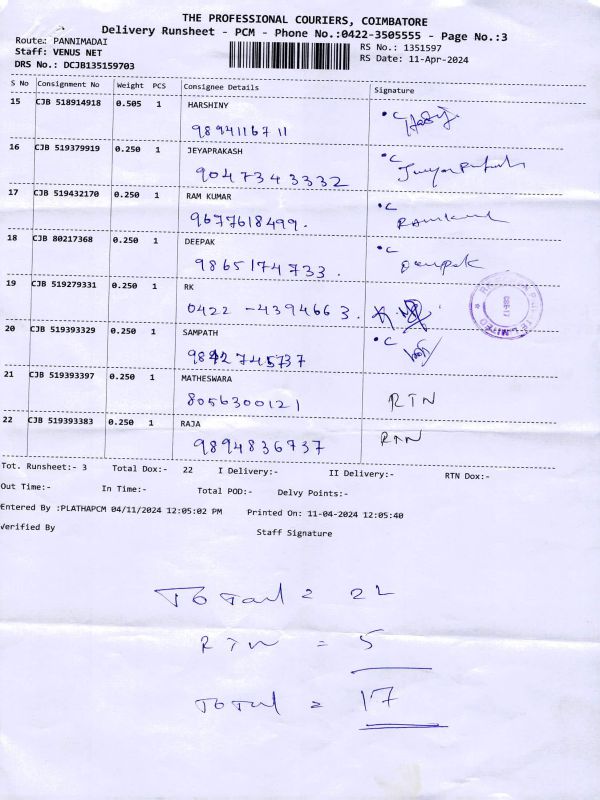 THE PROFESSIONAL COURIERS, COIMBATORE
Delivery Runsheet - PCM - Phone No.:0422-3505555 - Page No.:3
Route: PANNIMADAI
Staff: VENUS NET
DRS No.: DCJB135159703
RS No.: 1351597
RS Date: 11-Apr-2024
S No Consignment No Weight PCS Consignee Details Signature
15 CJB 518914918 0.505 1 HARSHINY
9894116711
16 CJB 519379919 0.250 1 JEYAPRAKASH
9047343332
17 CJB 519432170 0.250 1 RAM KUMAR
9677618499.
18 CJB 80217368 0.250 1 DEEPAK
9865174733. Deepak
19 CJB 519279331 0.250 1 RK
0422 -4394663.
20 CJB 519393329 0.250 1 SAMPATH
9842745737
21 CJB 519393397 0.250 1 MATHESWARA
8056300121 RTN
22 CJB 519393383 0.250 1 RAJA
9894836737 RTN
Tot. Runsheet:- 3 Total Dox:- 22 I Delivery:- II Delivery:- RTN Dox:-
Out Time:- In Time:- Total POD:- Delvy Points:-
Entered By :PLATHAPCM 04/11/2024 12:05:02 PM Printed On: 11-04-2024 12:05:40
Verified By Staff Signature
Total = 22
RTN = 5
Total = 17